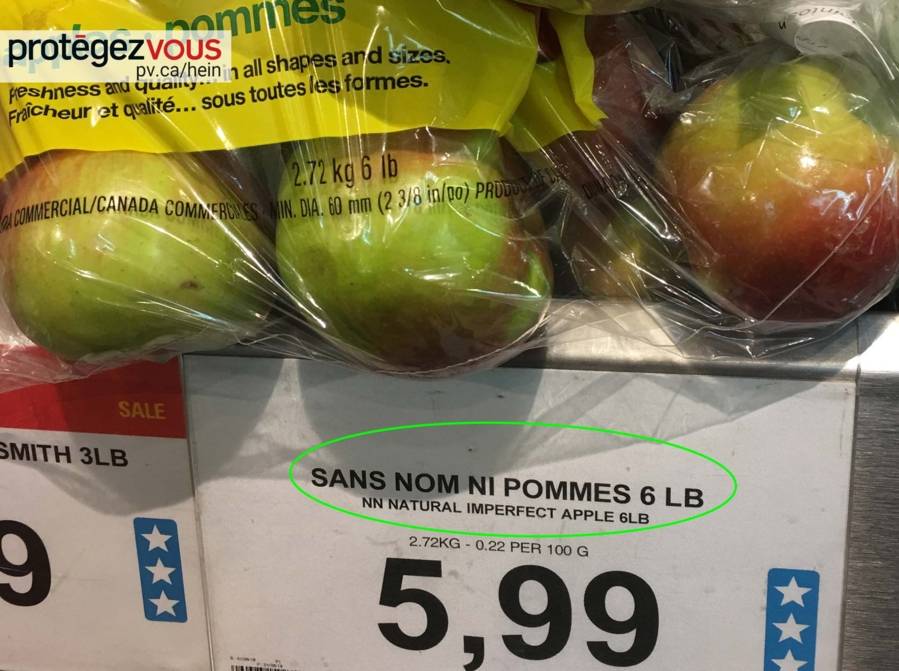 pommes
protégezvous
pv.ca/hein
Freshness and quality... in all shapes and sizes.
Fraîcheur et qualité... sous toutes les formes.
2.72 kg 6 lb
COMMERCIAL/CANADA COMMERCIAL MIN. DIA. 60 mm (2 3/8 in/po)
SALE
SMITH 3LB
9
SANS NOM NI POMMES 6 LB
NN NATURAL IMPERFECT APPLE 6LB
2.72KG - 0.22 PER 100 G
5,99